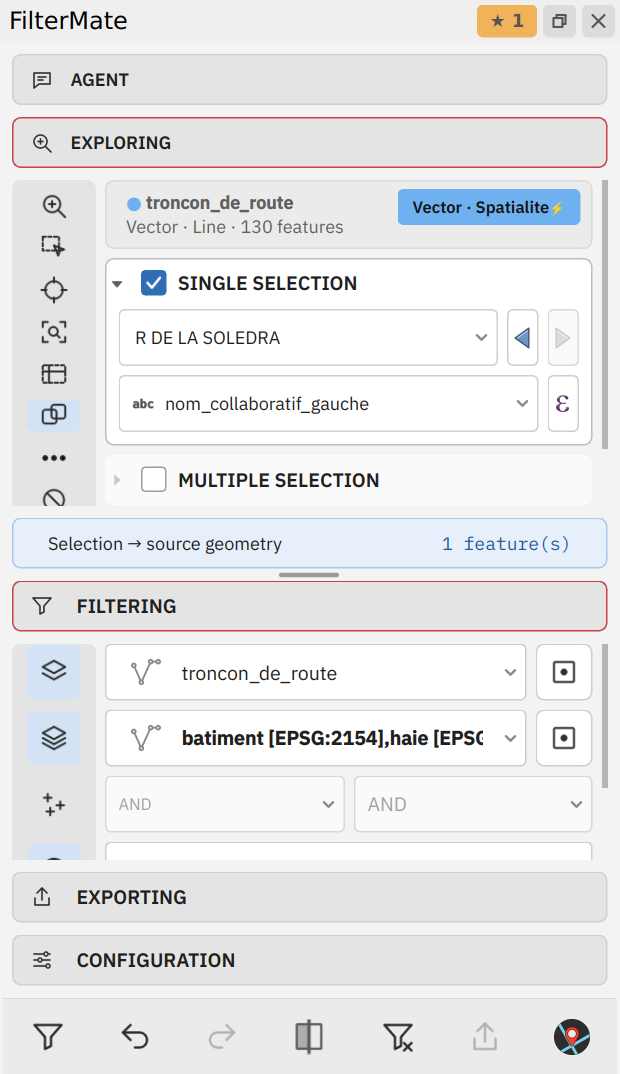 FilterMate
★ 1
AGENT
EXPLORING
troncon_de_route
Vector · Spatialite⚡
Vector · Line · 130 features
SINGLE SELECTION
R DE LA SOLEDRA
abc nom_collaboratif_gauche
ε
MULTIPLE SELECTION
Selection → source geometry
1 feature(s)
FILTERING
troncon_de_route
batiment [EPSG:2154],haie [EPSG
AND
AND
EXPORTING
CONFIGURATION